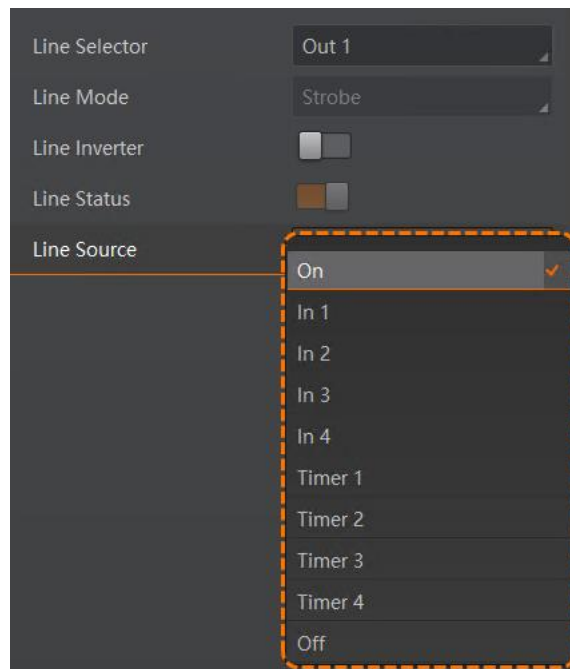 Line Selector Out 1
Line Mode Strobe
Line Inverter
Line Status
Line Source
On
In 1
In 2
In 3
In 4
Timer 1
Timer 2
Timer 3
Timer 4
Off